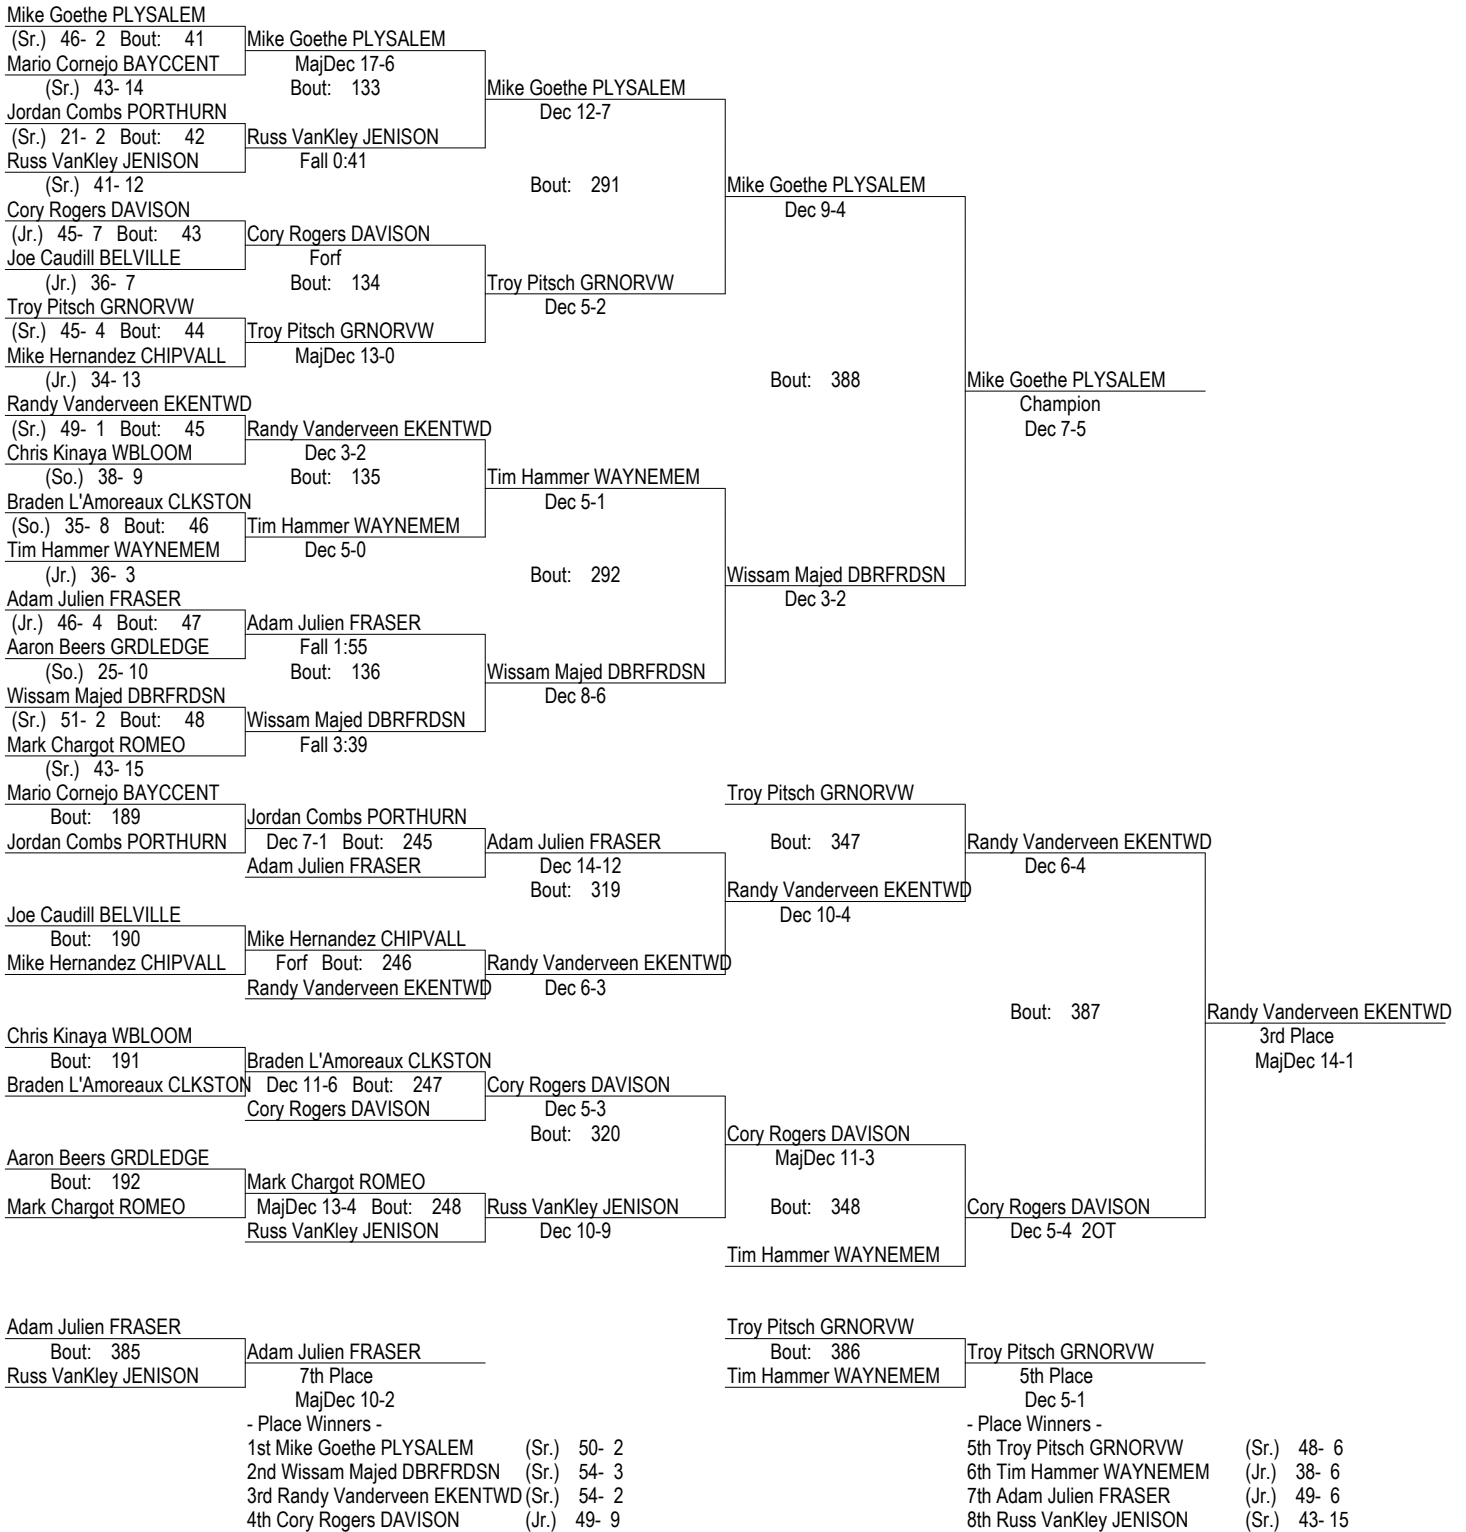 Mike Goethe PLYSALEM
(Sr.) 46- 2 Bout: 41
Mario Cornejo BAYCCENT
(Sr.) 43- 14
Jordan Combs PORTHURN
(Sr.) 21- 2 Bout: 42
Russ VanKley JENISON
(Sr.) 41- 12
Cory Rogers DAVISON
(Jr.) 45- 7 Bout: 43
Joe Caudill BELVILLE
(Jr.) 36- 7
Troy Pitsch GRNORVW
(Sr.) 45- 4 Bout: 44
Mike Hernandez CHIPVALL
(Jr.) 34- 13
Randy Vanderveen EKENTWD
(Sr.) 49- 1 Bout: 45
Chris Kinaya WBLOOM
(So.) 38- 9
Braden L'Amoreaux CLKSTON
(So.) 35- 8 Bout: 46
Tim Hammer WAYNEMEM
(Jr.) 36- 3
Adam Julien FRASER
(Jr.) 46- 4 Bout: 47
Aaron Beers GRDLEDGE
(So.) 25- 10
Wissam Majed DBRFRDSN
(Sr.) 51- 2 Bout: 48
Mark Chargot ROMEO
(Sr.) 43- 15
Mike Goethe PLYSALEM
MajDec 17-6
Bout: 133
Russ VanKley JENISON
Fall 0:41
Cory Rogers DAVISON
Forf
Bout: 134
Troy Pitsch GRNORVW
MajDec 13-0
Randy Vanderveen EKENTWD
Dec 3-2
Bout: 135
Tim Hammer WAYNEMEM
Dec 5-0
Adam Julien FRASER
Fall 1:55
Bout: 136
Wissam Majed DBRFRDSN
Fall 3:39
Mike Goethe PLYSALEM
Dec 12-7
Bout: 291
Troy Pitsch GRNORVW
Dec 5-2
Tim Hammer WAYNEMEM
Dec 5-1
Bout: 292
Wissam Majed DBRFRDSN
Dec 8-6
Mike Goethe PLYSALEM
Dec 9-4
Bout: 388
Wissam Majed DBRFRDSN
Dec 3-2
Mike Goethe PLYSALEM
Champion
Dec 7-5
Mario Cornejo BAYCCENT
Bout: 189
Jordan Combs PORTHURN
Joe Caudill BELVILLE
Bout: 190
Mike Hernandez CHIPVALL
Chris Kinaya WBLOOM
Bout: 191
Braden L'Amoreaux CLKSTON
Aaron Beers GRDLEDGE
Bout: 192
Mark Chargot ROMEO
Jordan Combs PORTHURN
Dec 7-1 Bout: 245
Adam Julien FRASER
Mike Hernandez CHIPVALL
Forf Bout: 246
Randy Vanderveen EKENTWD
Braden L'Amoreaux CLKSTON
Dec 11-6 Bout: 247
Cory Rogers DAVISON
Mark Chargot ROMEO
MajDec 13-4 Bout: 248
Russ VanKley JENISON
Adam Julien FRASER
Dec 14-12
Bout: 319
Randy Vanderveen EKENTWD
Dec 6-3
Cory Rogers DAVISON
Dec 5-3
Bout: 320
Russ VanKley JENISON
Dec 10-9
Troy Pitsch GRNORVW
Bout: 347
Randy Vanderveen EKENTWD
Dec 10-4
Cory Rogers DAVISON
MajDec 11-3
Bout: 348
Tim Hammer WAYNEMEM
Randy Vanderveen EKENTWD
Dec 6-4
Bout: 387
Cory Rogers DAVISON
Dec 5-4 2OT
Randy Vanderveen EKENTWD
3rd Place
MajDec 14-1
Adam Julien FRASER
Bout: 385
Russ VanKley JENISON
Adam Julien FRASER
7th Place
MajDec 10-2
Troy Pitsch GRNORVW
Bout: 386
Tim Hammer WAYNEMEM
Troy Pitsch GRNORVW
5th Place
Dec 5-1
- Place Winners -
1st Mike Goethe PLYSALEM (Sr.) 50- 2
2nd Wissam Majed DBRFRDSN (Sr.) 54- 3
3rd Randy Vanderveen EKENTWD (Sr.) 54- 2
4th Cory Rogers DAVISON (Jr.) 49- 9
- Place Winners -
5th Troy Pitsch GRNORVW (Sr.) 48- 6
6th Tim Hammer WAYNEMEM (Jr.) 38- 6
7th Adam Julien FRASER (Jr.) 49- 6
8th Russ VanKley JENISON (Sr.) 43- 15